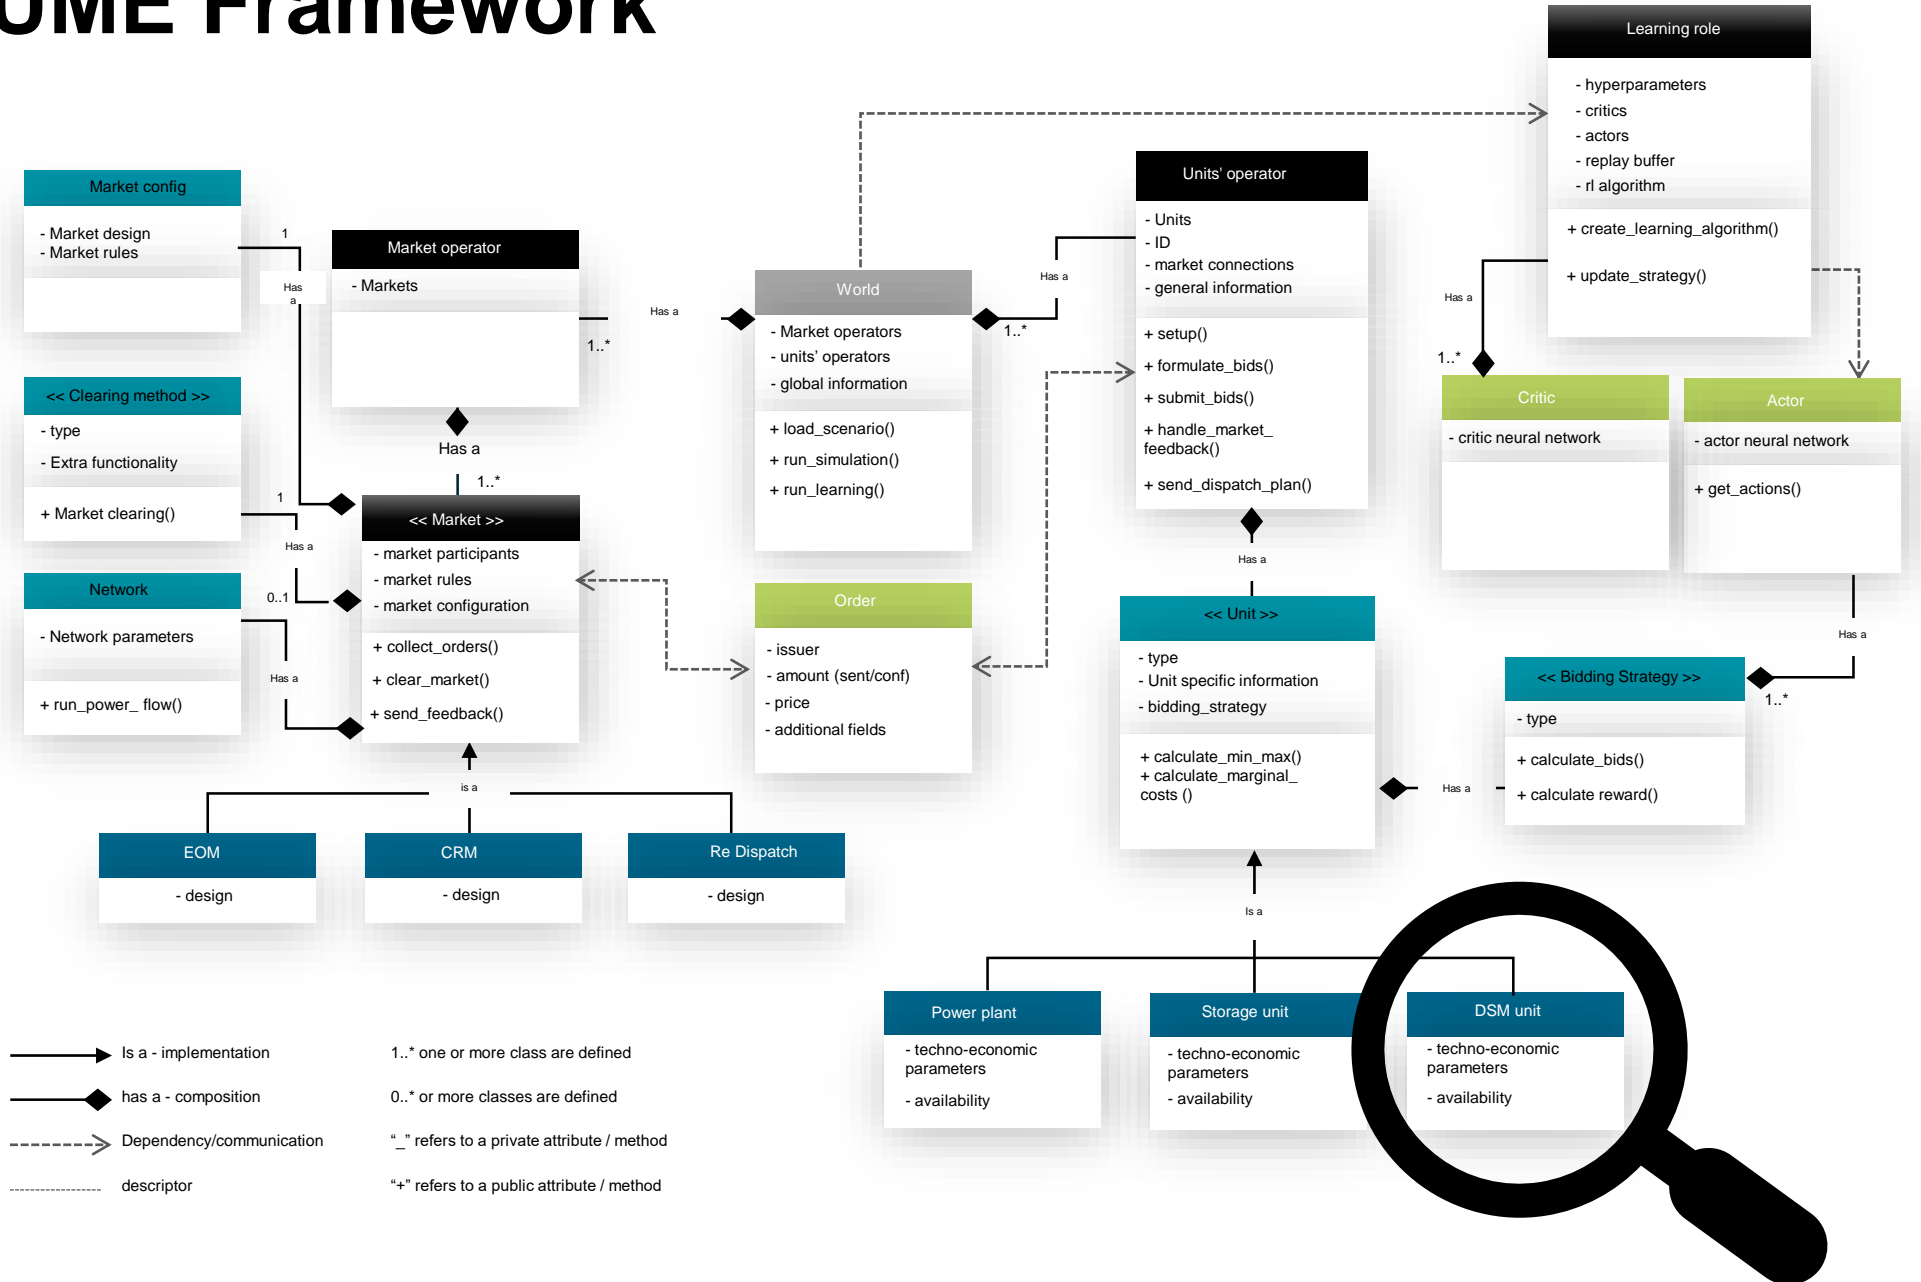 UME Framework
Learning role
- hyperparameters
- critics
- actors
- replay buffer
- rl algorithm
+ create_learning_algorithm()
+ update_strategy()
Market config
- Market design
- Market rules
1
Has
a
Market operator
- Markets
Has a
1..*
World
- Market operators
- units' operators
- global information
+ load_scenario()
+ run_simulation()
+ run_learning()
Has a
1..*
Units' operator
- Units
- ID
- market connections
- general information
+ setup()
+ formulate_bids()
+ submit_bids()
+ handle_market_
feedback()
+ send_dispatch_plan()
Has a
1..*
Critic
- critic neural network
Actor
- actor neural network
+ get_actions()
<< Clearing method >>
- type
- Extra functionality
+ Market clearing()
1
Has a
0..1
Has a
1..*
<< Market >>
- market participants
- market rules
- market configuration
+ collect_orders()
+ clear_market()
+ send_feedback()
Network
- Network parameters
+ run_power_ flow()
Has a
Order
- issuer
- amount (sent/conf)
- price
- additional fields
Has a
<< Unit >>
- type
- Unit specific information
- bidding_strategy
+ calculate_min_max()
+ calculate_marginal_
costs ()
Has a
<< Bidding Strategy >>
- type
+ calculate_bids()
+ calculate reward()
Has a
1..*
is a
EOM
- design
CRM
- design
Re Dispatch
- design
Is a
Power plant
- techno-economic
parameters
- availability
Storage unit
- techno-economic
parameters
- availability
DSM unit
- techno-economic
parameters
- availability
Is a - implementation
has a - composition
Dependency/communication
descriptor
1..* one or more class are defined
0..* or more classes are defined
“_” refers to a private attribute / method
“+” refers to a public attribute / method